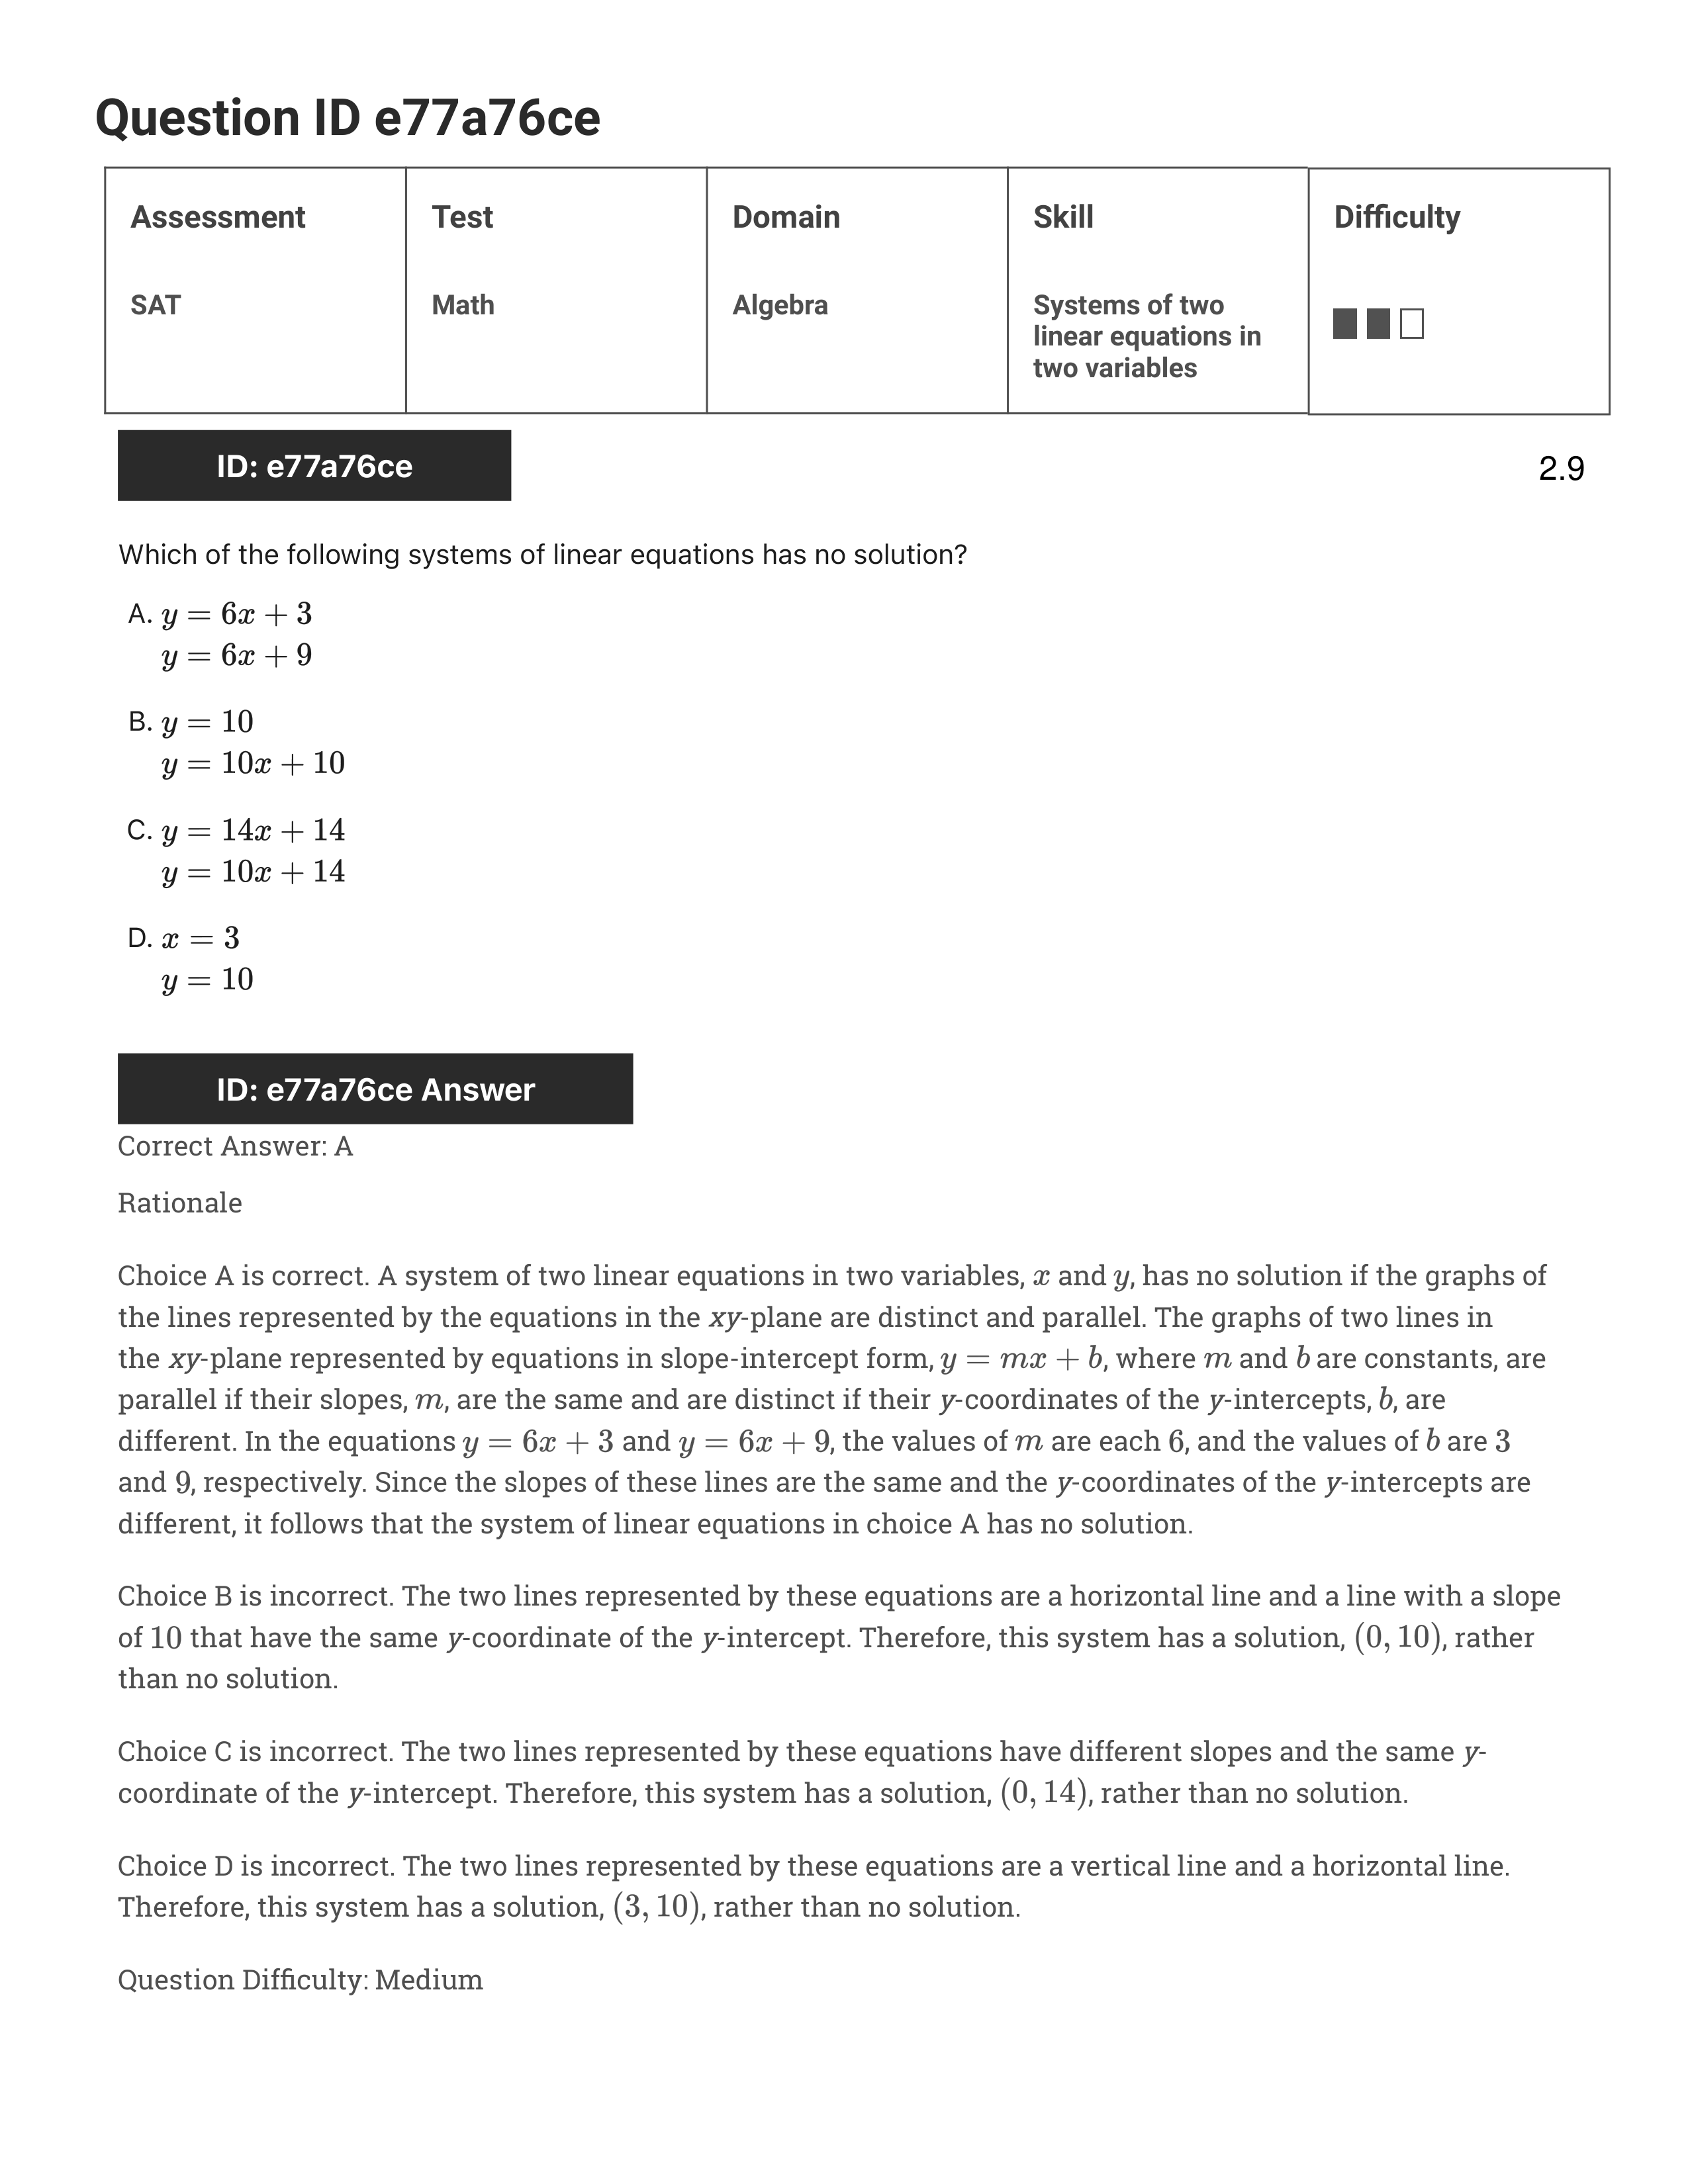 Question ID e77a76ce
Assessment
Test
Domain
Skill
Difficulty
SAT
Math
Algebra
Systems of two
linear equations in
two variables
ID: e77a76ce
2.9
Which of the following systems of linear equations has no solution?
A. y = 6x + 3
y = 6x + 9
B. y = 10
y = 10x + 10
C. y = 14x + 14
y = 10x + 14
D. x = 3
y = 10
ID: e77a76ce Answer
Correct Answer: A
Rationale
Choice A is correct. A system of two linear equations in two variables, x and y, has no solution if the graphs of
the lines represented by the equations in the xy-plane are distinct and parallel. The graphs of two lines in
the xy-plane represented by equations in slope-intercept form, y = mx + b, where m and b are constants, are
parallel if their slopes, m, are the same and are distinct if their y-coordinates of the y-intercepts, b, are
different. In the equations y = 6x + 3 and y = 6x + 9, the values of m are each 6, and the values of b are 3
and 9, respectively. Since the slopes of these lines are the same and the y-coordinates of the y-intercepts are
different, it follows that the system of linear equations in choice A has no solution.
Choice B is incorrect. The two lines represented by these equations are a horizontal line and a line with a slope
of 10 that have the same y-coordinate of the y-intercept. Therefore, this system has a solution, (0, 10), rather
than no solution.
Choice C is incorrect. The two lines represented by these equations have different slopes and the same y-
coordinate of the y-intercept. Therefore, this system has a solution, (0, 14), rather than no solution.
Choice D is incorrect. The two lines represented by these equations are a vertical line and a horizontal line.
Therefore, this system has a solution, (3, 10), rather than no solution.
Question Difficulty: Medium